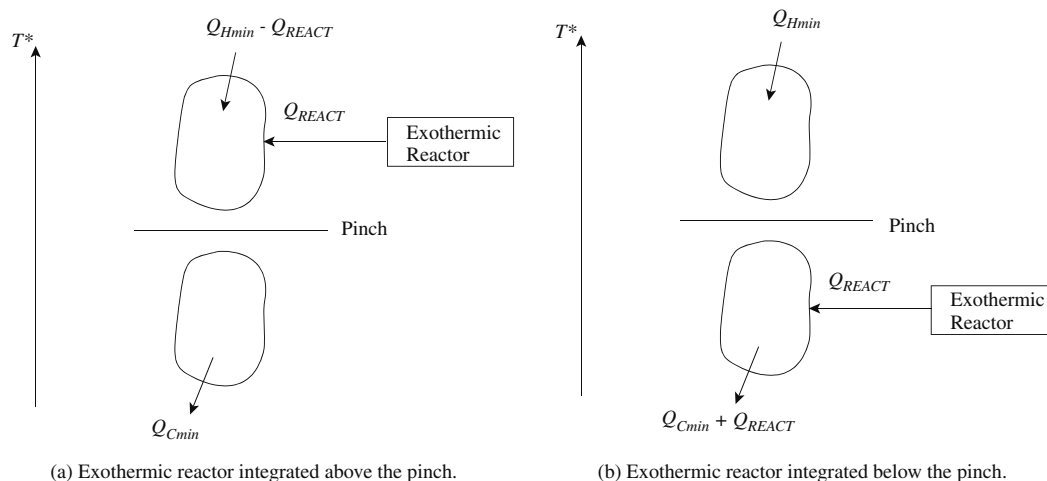 Q_Hmin - Q_REACT
T*
Q_REACT
Exothermic
Reactor
Pinch
Q_Cmin
(a) Exothermic reactor integrated above the pinch.
Q_Hmin
T*
Pinch
Q_REACT
Exothermic
Reactor
Q_Cmin + Q_REACT
(b) Exothermic reactor integrated below the pinch.